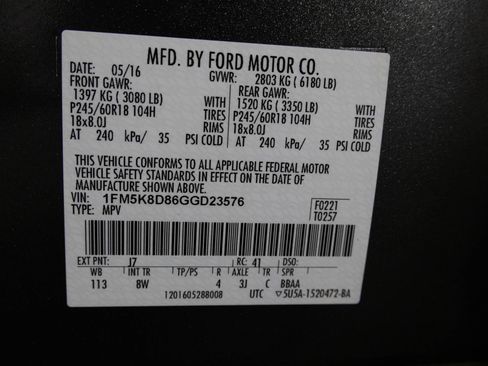 MFD. BY FORD MOTOR CO.
DATE: 05/16 GVWR: 2803 KG ( 6180 LB)
FRONT GAWR: REAR GAWR:
1397 KG ( 3080 LB) WITH 1520 KG ( 3350 LB) WITH
P245/60R18 104H TIRES P245/60R18 104H TIRES
18x8.0J RIMS 18x8.0J RIMS
AT 240 kPa/ 35 PSI COLD AT 240 kPa/ 35 PSI COLD
THIS VEHICLE CONFORMS TO ALL APPLICABLE FEDERAL MOTOR
VEHICLE SAFETY STANDARDS IN EFFECT ON THE DATE OF
MANUFACTURE SHOWN ABOVE.
VIN: 1FM5K8D86GGD23576 F0221
TYPE: MPV T0257
EXT PNT: J7 RC: 41 DSO:
WB INT TR TP/PS R AXLE TR SPR
113 8W 4 3J C BBAA
1201605288008 UTC ▽5U5A-1520472-BA